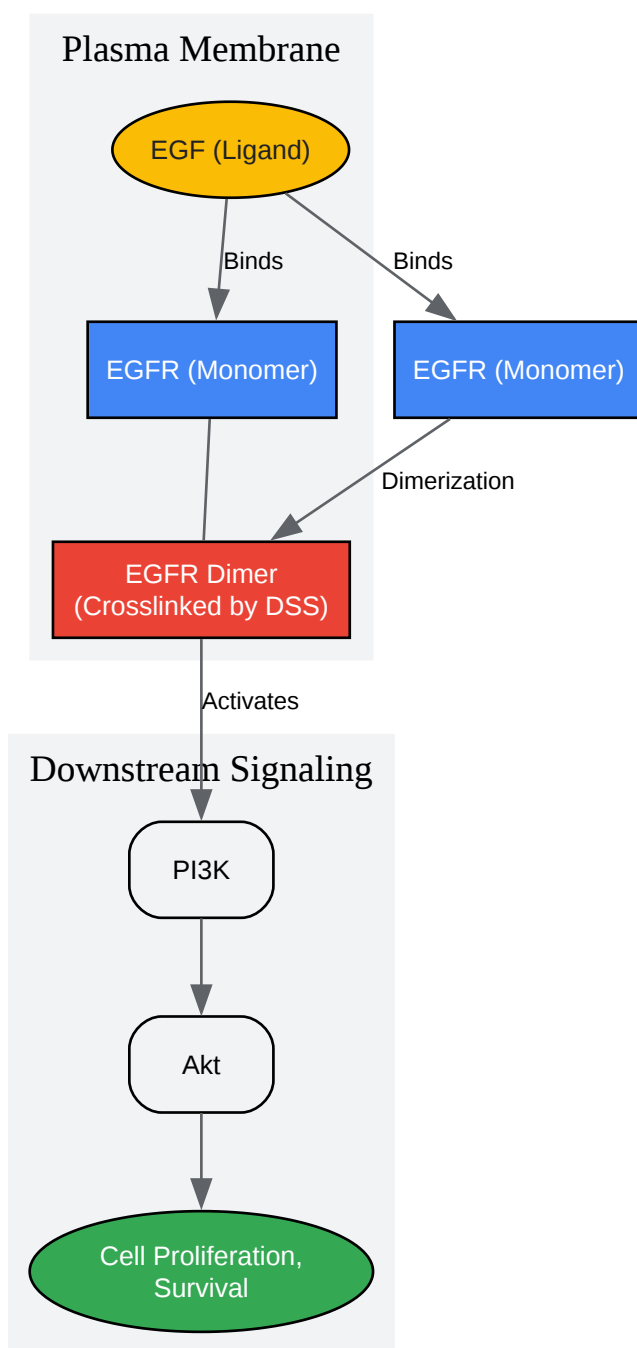 Plasma Membrane
EGF (Ligand)
Binds
Binds
EGFR (Monomer)
EGFR (Monomer)
Dimerization
EGFR Dimer
(Crosslinked by DSS)
Activates
Downstream Signaling
PI3K
Akt
Cell Proliferation,
Survival